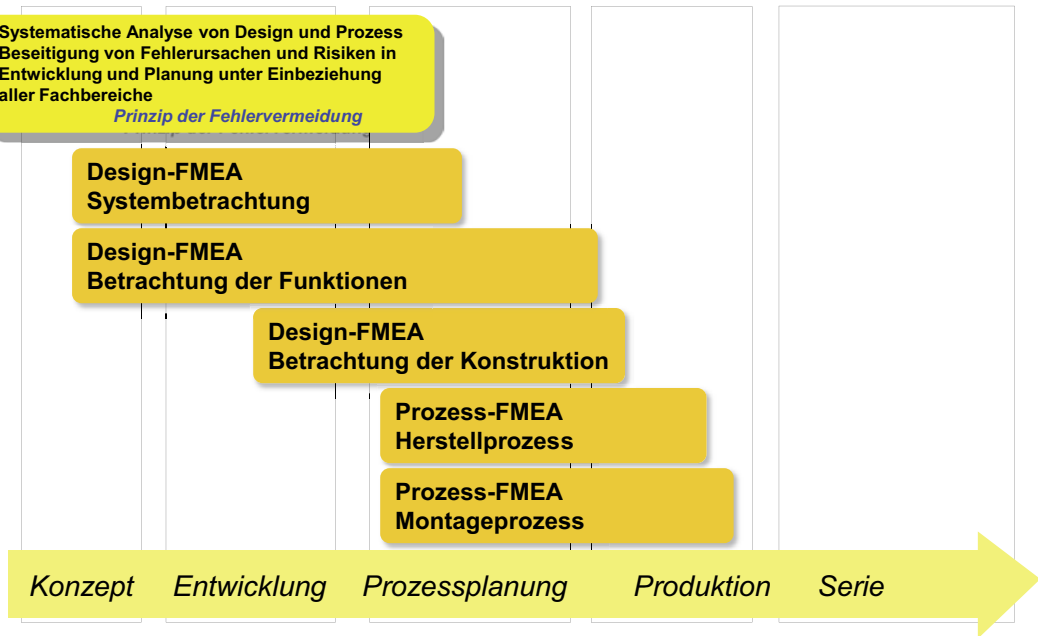 Systematische Analyse von Design und Prozess
Beseitigung von Fehlerursachen und Risiken in
Entwicklung und Planung unter Einbeziehung
aller Fachbereiche
Prinzip der Fehlervermeidung
Design-FMEA
Systembetrachtung
Design-FMEA
Betrachtung der Funktionen
Design-FMEA
Betrachtung der Konstruktion
Prozess-FMEA
Herstellprozess
Prozess-FMEA
Montageprozess
Konzept Entwicklung Prozessplanung Produktion Serie